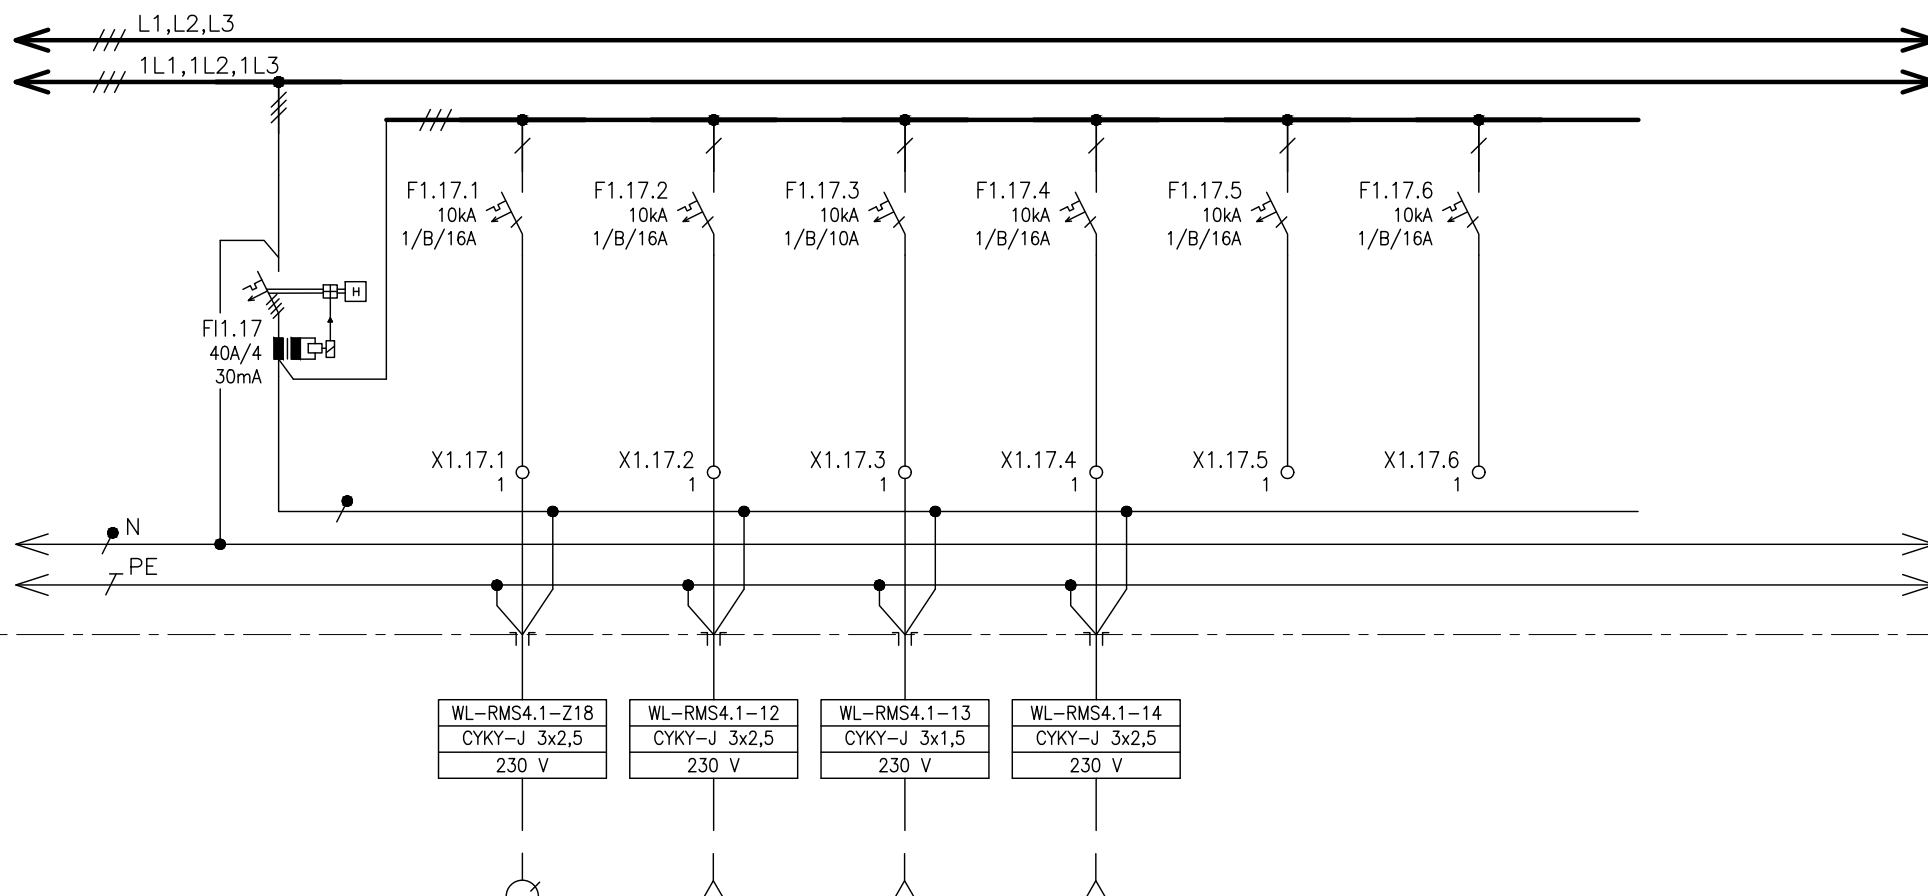 L1,L2,L3
1L1,1L2,1L3
F1.17.1
10kA
1/B/16A
F1.17.2
10kA
1/B/16A
F1.17.3
10kA
1/B/10A
F1.17.4
10kA
1/B/16A
F1.17.5
10kA
1/B/16A
F1.17.6
10kA
1/B/16A
H
FI1.17
40A/4
30mA
X1.17.1
1
X1.17.2
1
X1.17.3
1
X1.17.4
1
X1.17.5
1
X1.17.6
1
N
PE
WL-RMS4.1-Z18
CYKY-J 3x2,5
230 V
WL-RMS4.1-12
CYKY-J 3x2,5
230 V
WL-RMS4.1-13
CYKY-J 3x1,5
230 V
WL-RMS4.1-14
CYKY-J 3x2,5
230 V